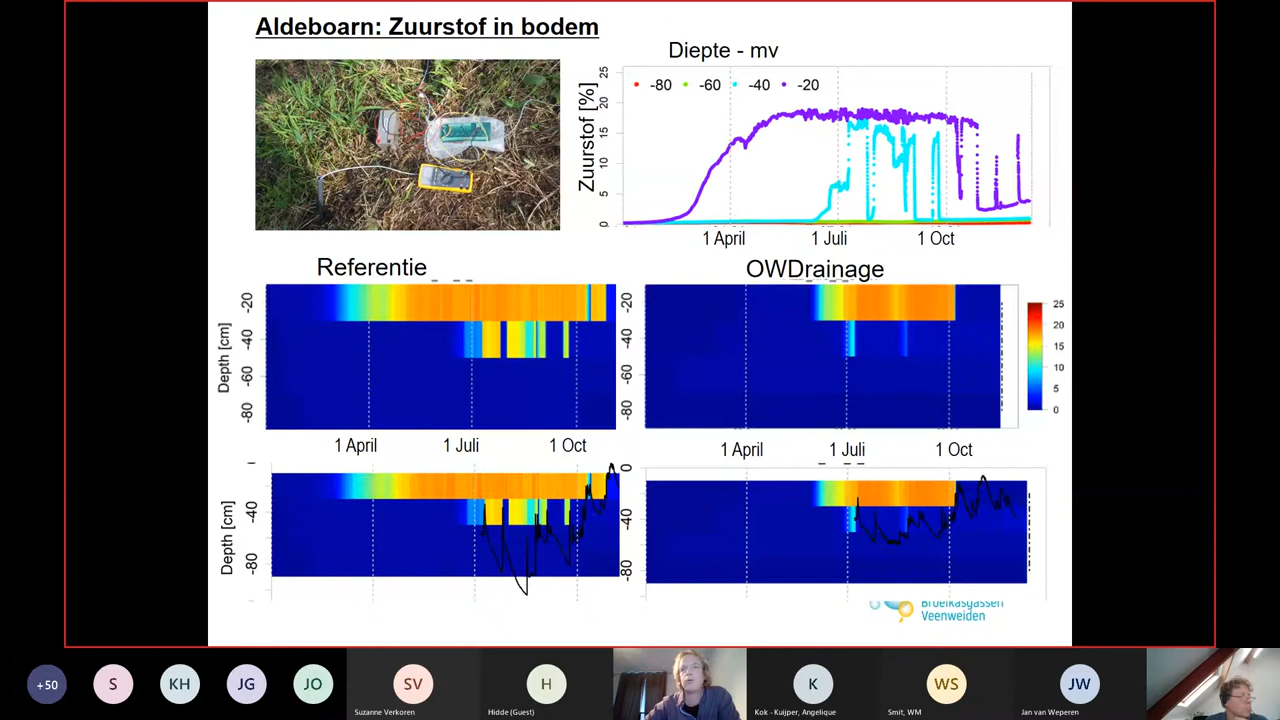 Aldeboarn: Zuurstof in bodem
Diepte - mv
Zuurstof [%]
25
20
15
10
5
0
-80 -60 -40 -20
1 April 1 Juli 1 Oct
Referentie
OWDrainage
Depth [cm]
-20
-40
-60
-80
1 April 1 Juli 1 Oct
-20
-40
-60
-80
1 April 1 Juli 1 Oct
25
20
15
10
5
0
Depth [cm]
-40
-80
0
-40
-80
Broeikasgassen
Veenweiden
+50
S
KH
JG
JO
SV
Suzanne Verkoren
H
Hidde (Guest)
K
Kok - Kuijper, Angelique
WS
Smit, WM
JW
Jan van Weperen